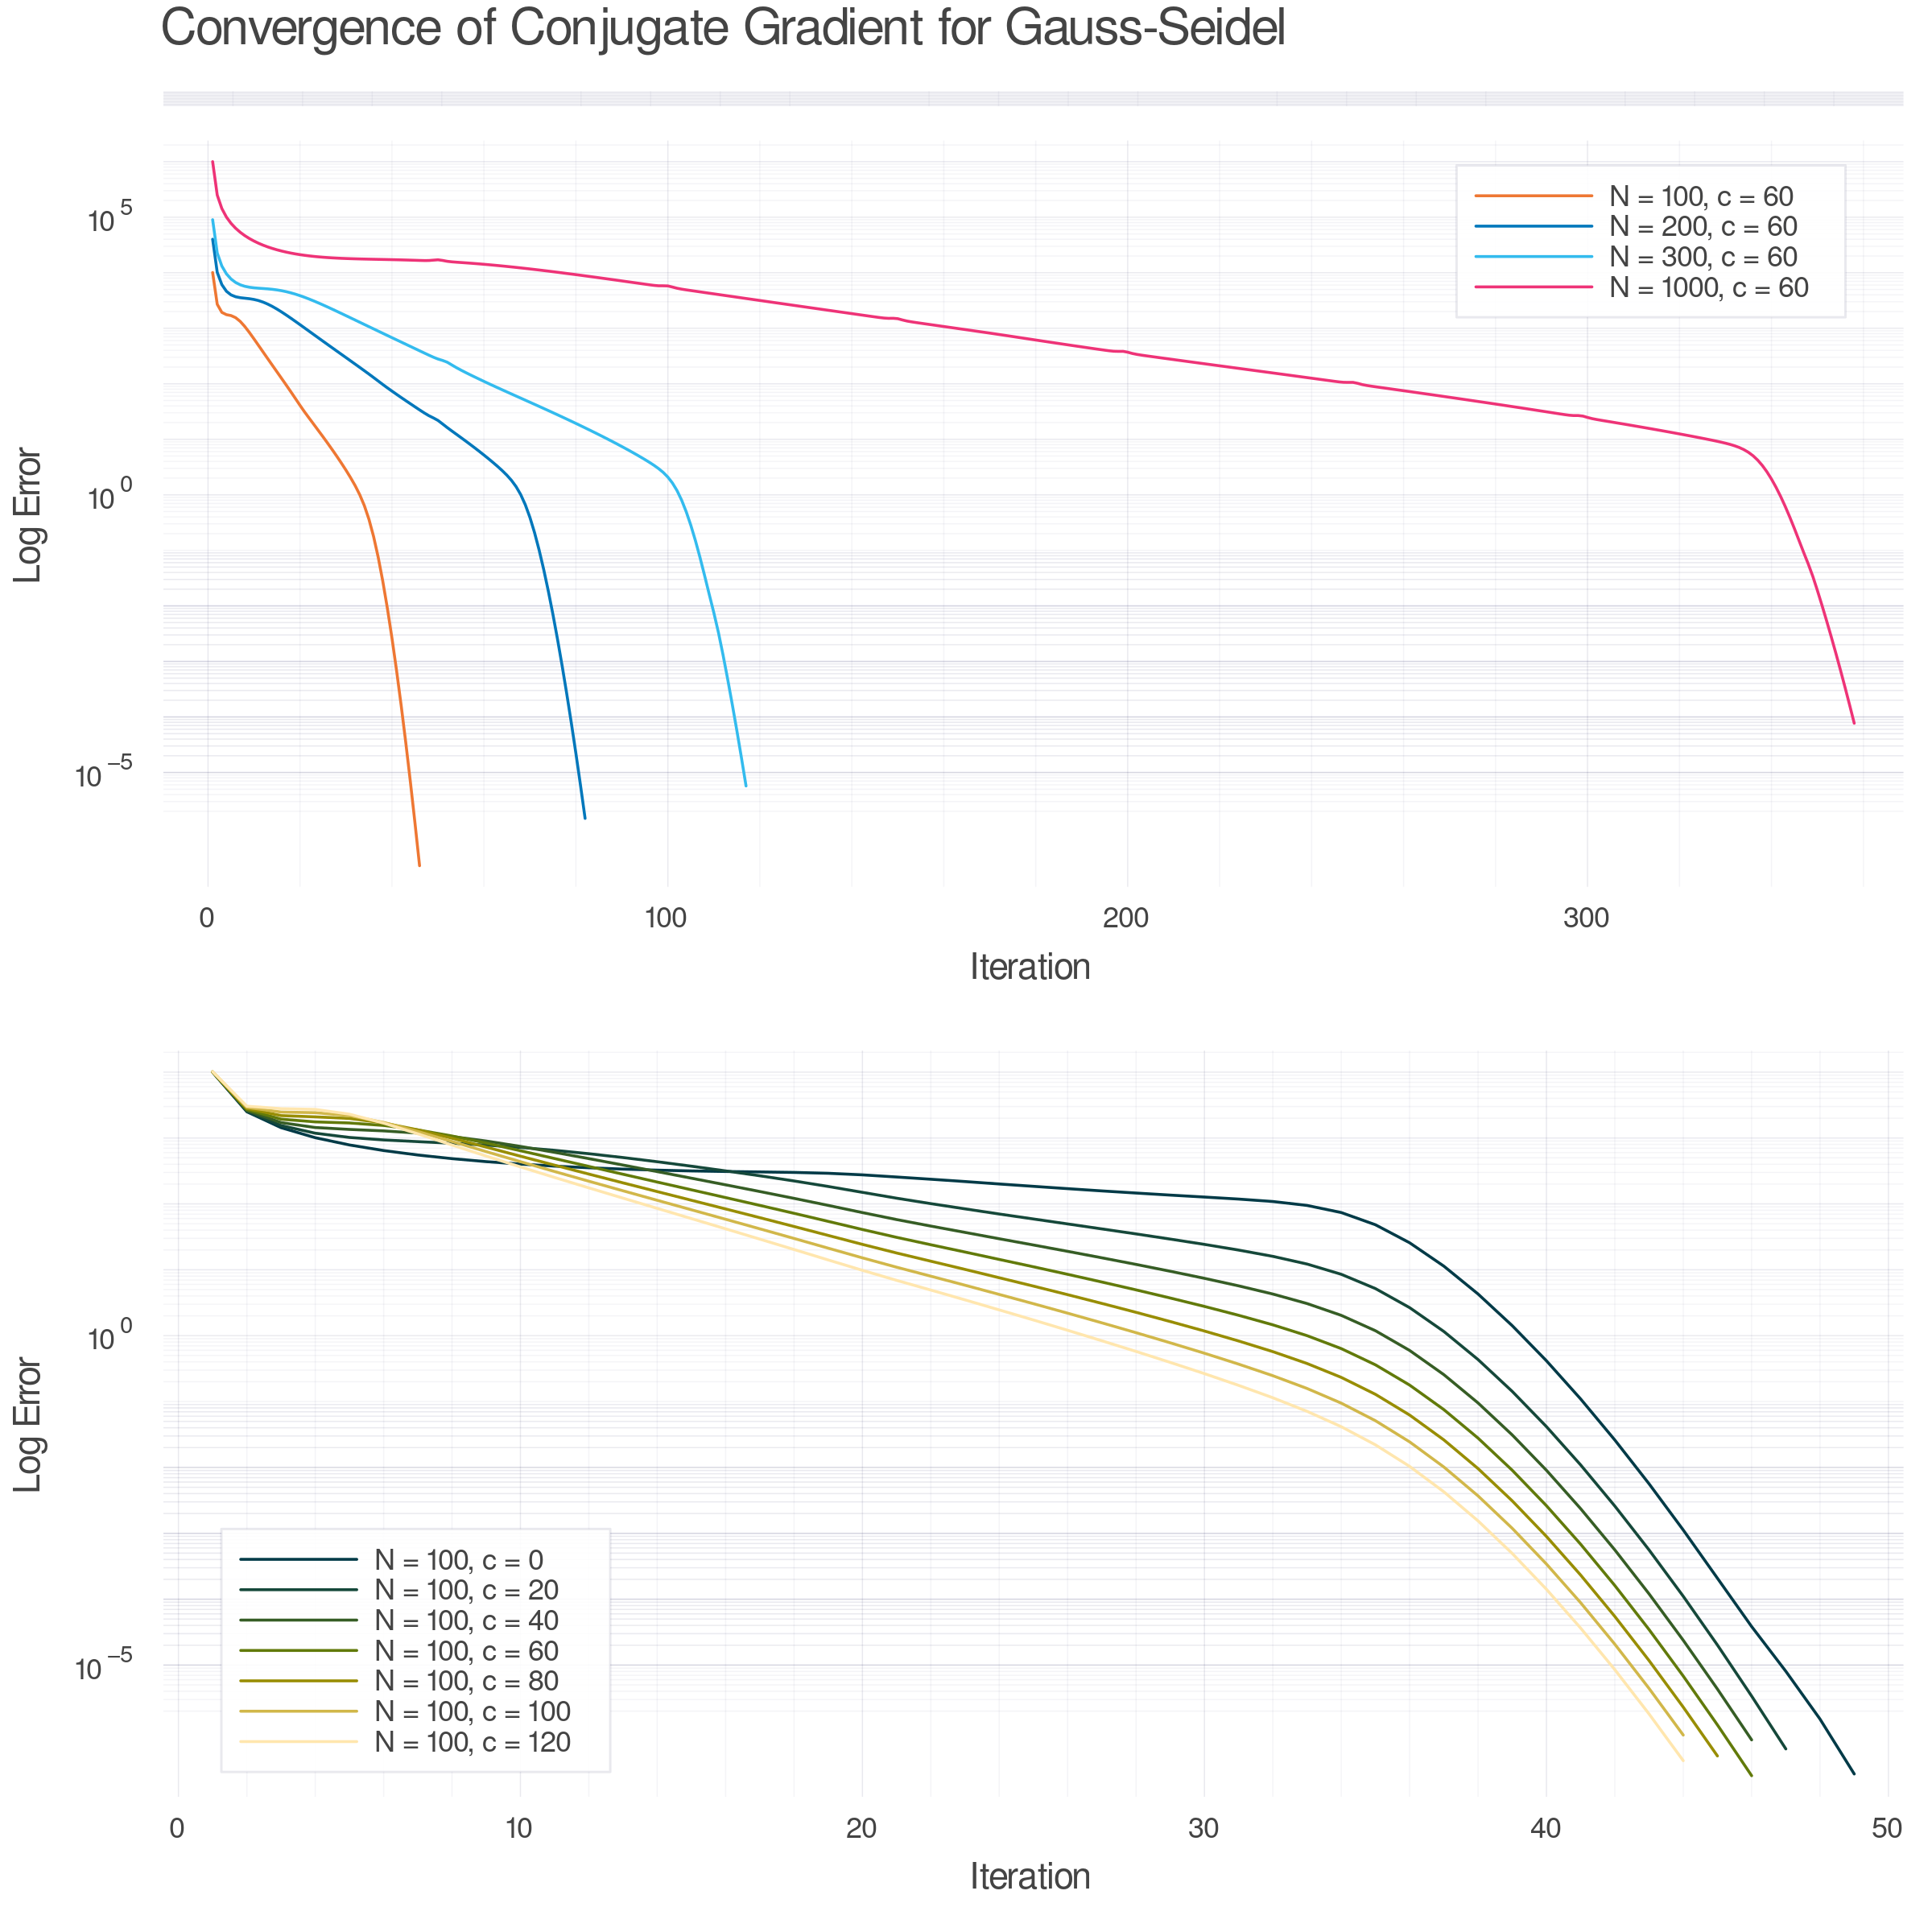 Convergence of Conjugate Gradient for Gauss-Seidel
N = 100, c = 60
N = 200, c = 60
N = 300, c = 60
N = 1000, c = 60
Log Error
10 5
10 0
10 −5
0 100 200 300
Iteration
Log Error
10 0
10 −5
N = 100, c = 0
N = 100, c = 20
N = 100, c = 40
N = 100, c = 60
N = 100, c = 80
N = 100, c = 100
N = 100, c = 120
0 10 20 30 40 50
Iteration